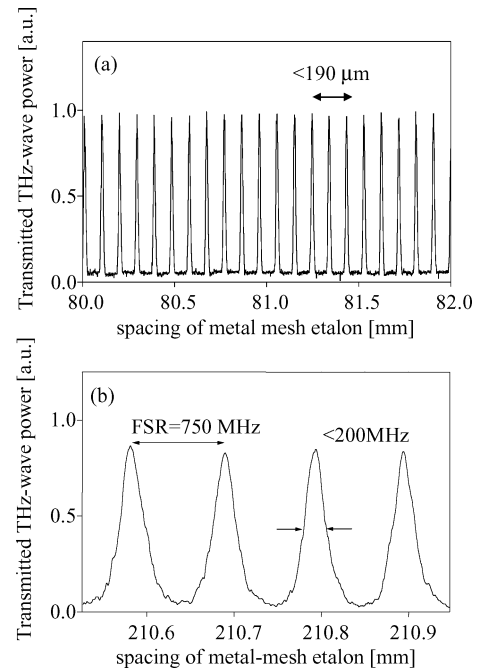 (a)
<190 μm
Transmitted THz-wave power [a.u.]
1.0
0.5
0.0
80.0 80.5 81.0 81.5 82.0
spacing of metal mesh etalon [mm]
(b)
FSR=750 MHz
<200MHz
Transmitted THz-wave power [a.u.]
1.0
0.5
0.0
210.6 210.7 210.8 210.9
spacing of metal-mesh etalon [mm]